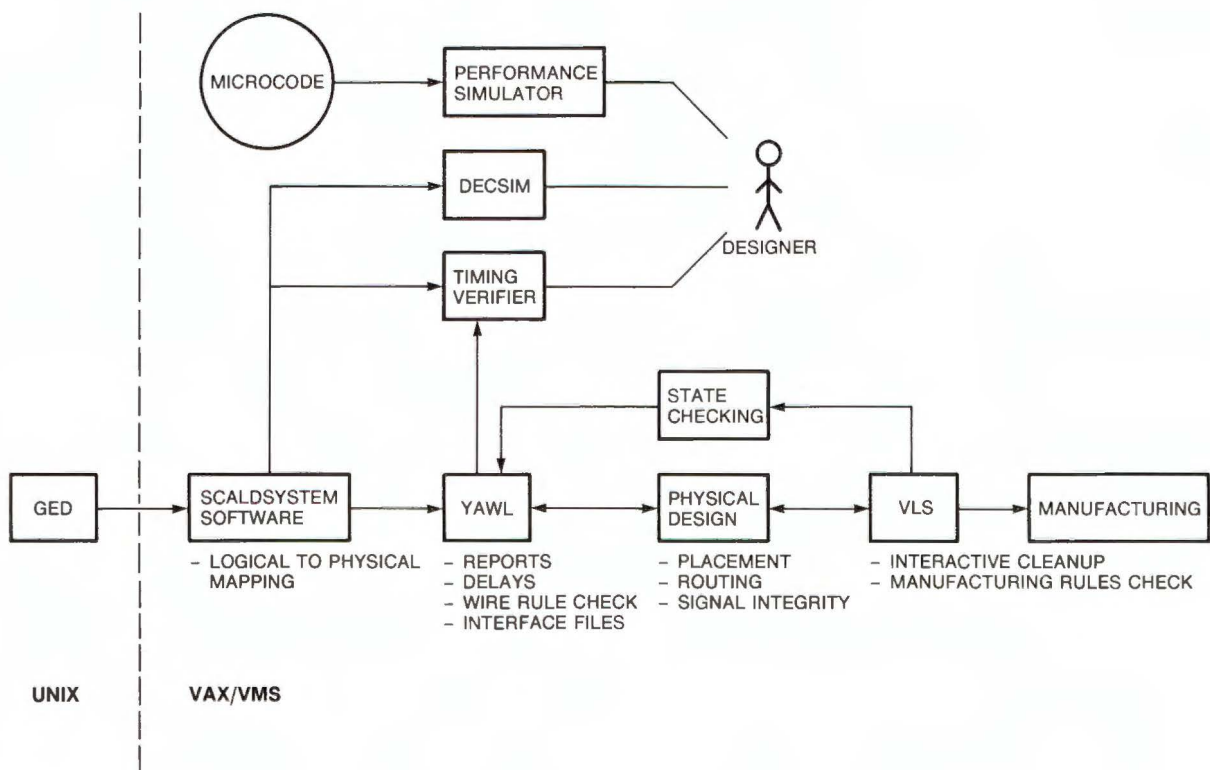 MICROCODE
PERFORMANCE
SIMULATOR
DECSIM
DESIGNER
TIMING
VERIFIER
STATE
CHECKING
GED
SCALDSYSTEM
SOFTWARE
YAWL
PHYSICAL
DESIGN
VLS
MANUFACTURING
– LOGICAL TO PHYSICAL
MAPPING
– REPORTS
– DELAYS
– WIRE RULE CHECK
– INTERFACE FILES
– PLACEMENT
– ROUTING
– SIGNAL INTEGRITY
– INTERACTIVE CLEANUP
– MANUFACTURING RULES CHECK
UNIX
VAX/VMS